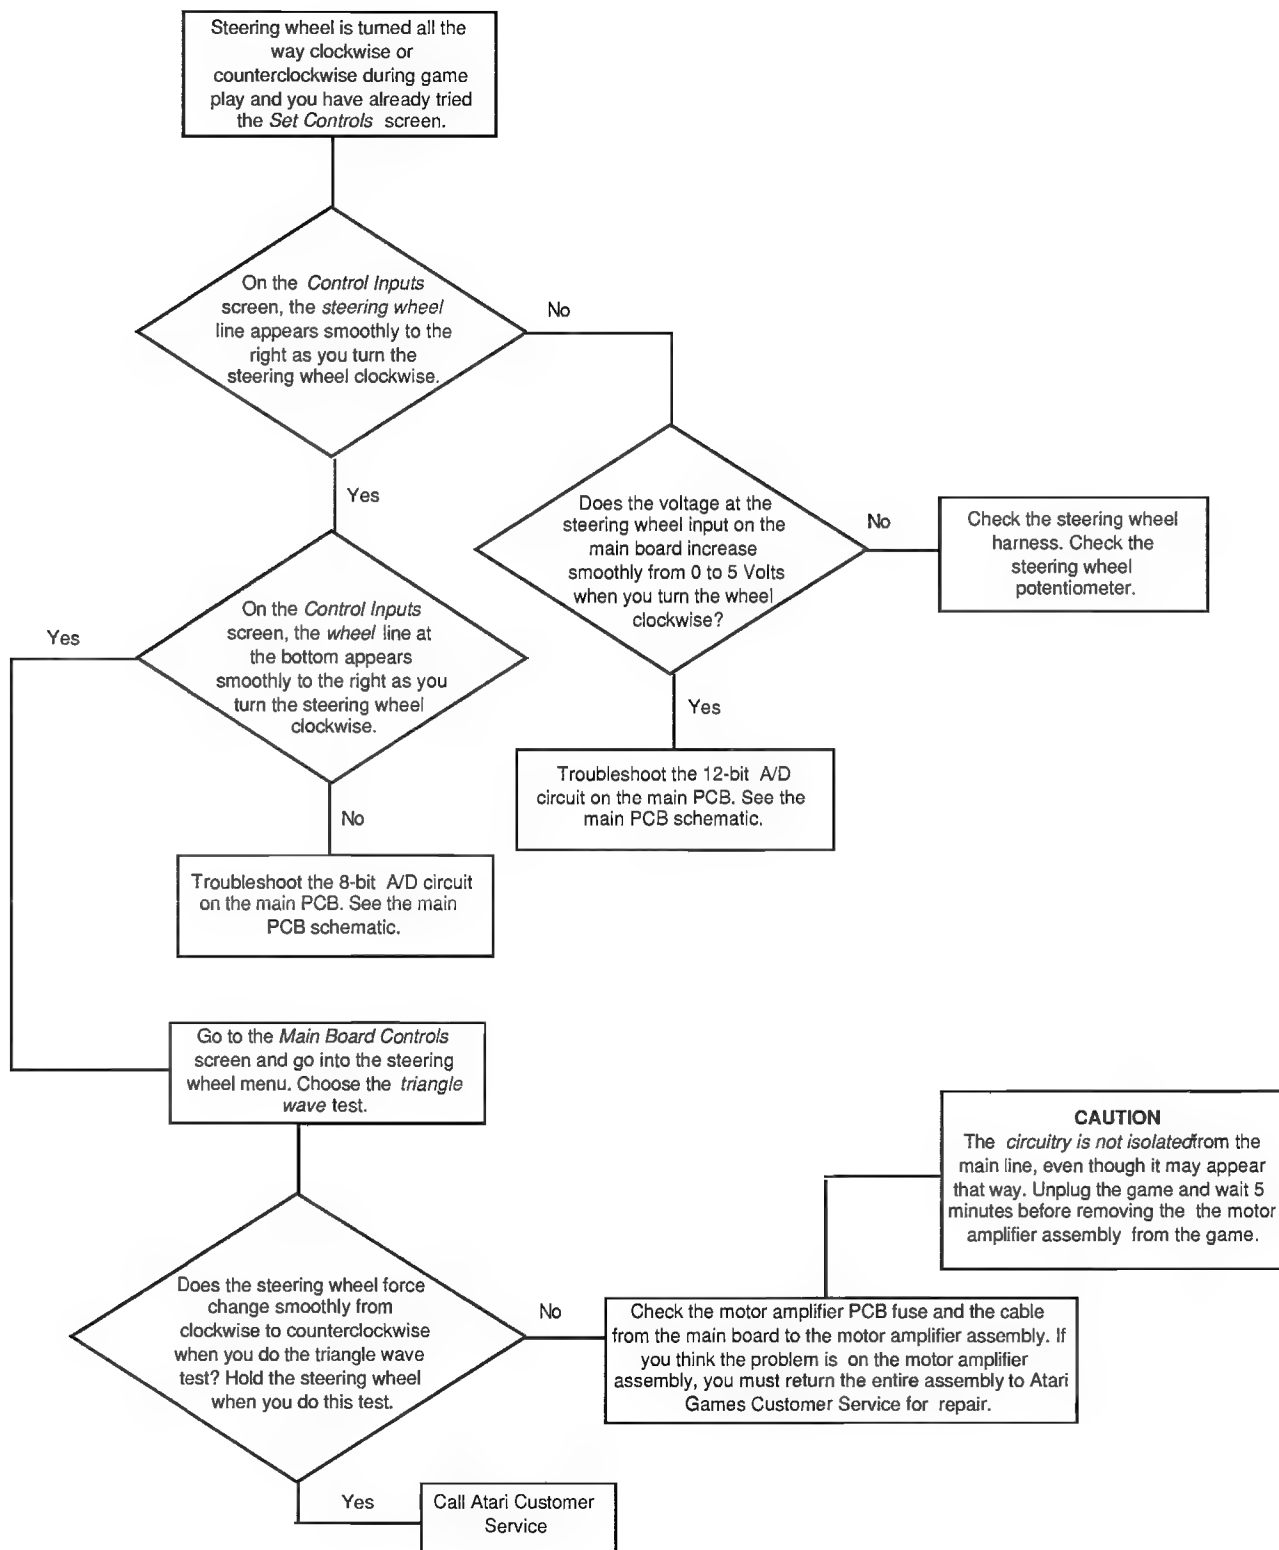 Steering wheel is turned all the
way clockwise or
counterclockwise during game
play and you have already tried
the Set Controls screen.
On the Control Inputs
screen, the steering wheel
line appears smoothly to the
right as you turn the
steering wheel clockwise.
No
Yes
Does the voltage at the
steering wheel input on the
main board increase
smoothly from 0 to 5 Volts
when you turn the wheel
clockwise?
No
Check the steering wheel
harness. Check the
steering wheel
potentiometer.
Yes
Troubleshoot the 12-bit A/D
circuit on the main PCB. See the
main PCB schematic.
On the Control Inputs
screen, the wheel line at
the bottom appears
smoothly to the right as you
turn the steering wheel
clockwise.
Yes
No
Troubleshoot the 8-bit A/D circuit
on the main PCB. See the main
PCB schematic.
Go to the Main Board Controls
screen and go into the steering
wheel menu. Choose the triangle
wave test.
Does the steering wheel force
change smoothly from
clockwise to counterclockwise
when you do the triangle wave
test? Hold the steering wheel
when you do this test.
No
Check the motor amplifier PCB fuse and the cable
from the main board to the motor amplifier assembly. If
you think the problem is on the motor amplifier
assembly, you must return the entire assembly to Atari
Games Customer Service for repair.
CAUTION
The circuitry is not isolatedfrom the
main line, even though it may appear
that way. Unplug the game and wait 5
minutes before removing the the motor
amplifier assembly from the game.
Yes
Call Atari Customer
Service